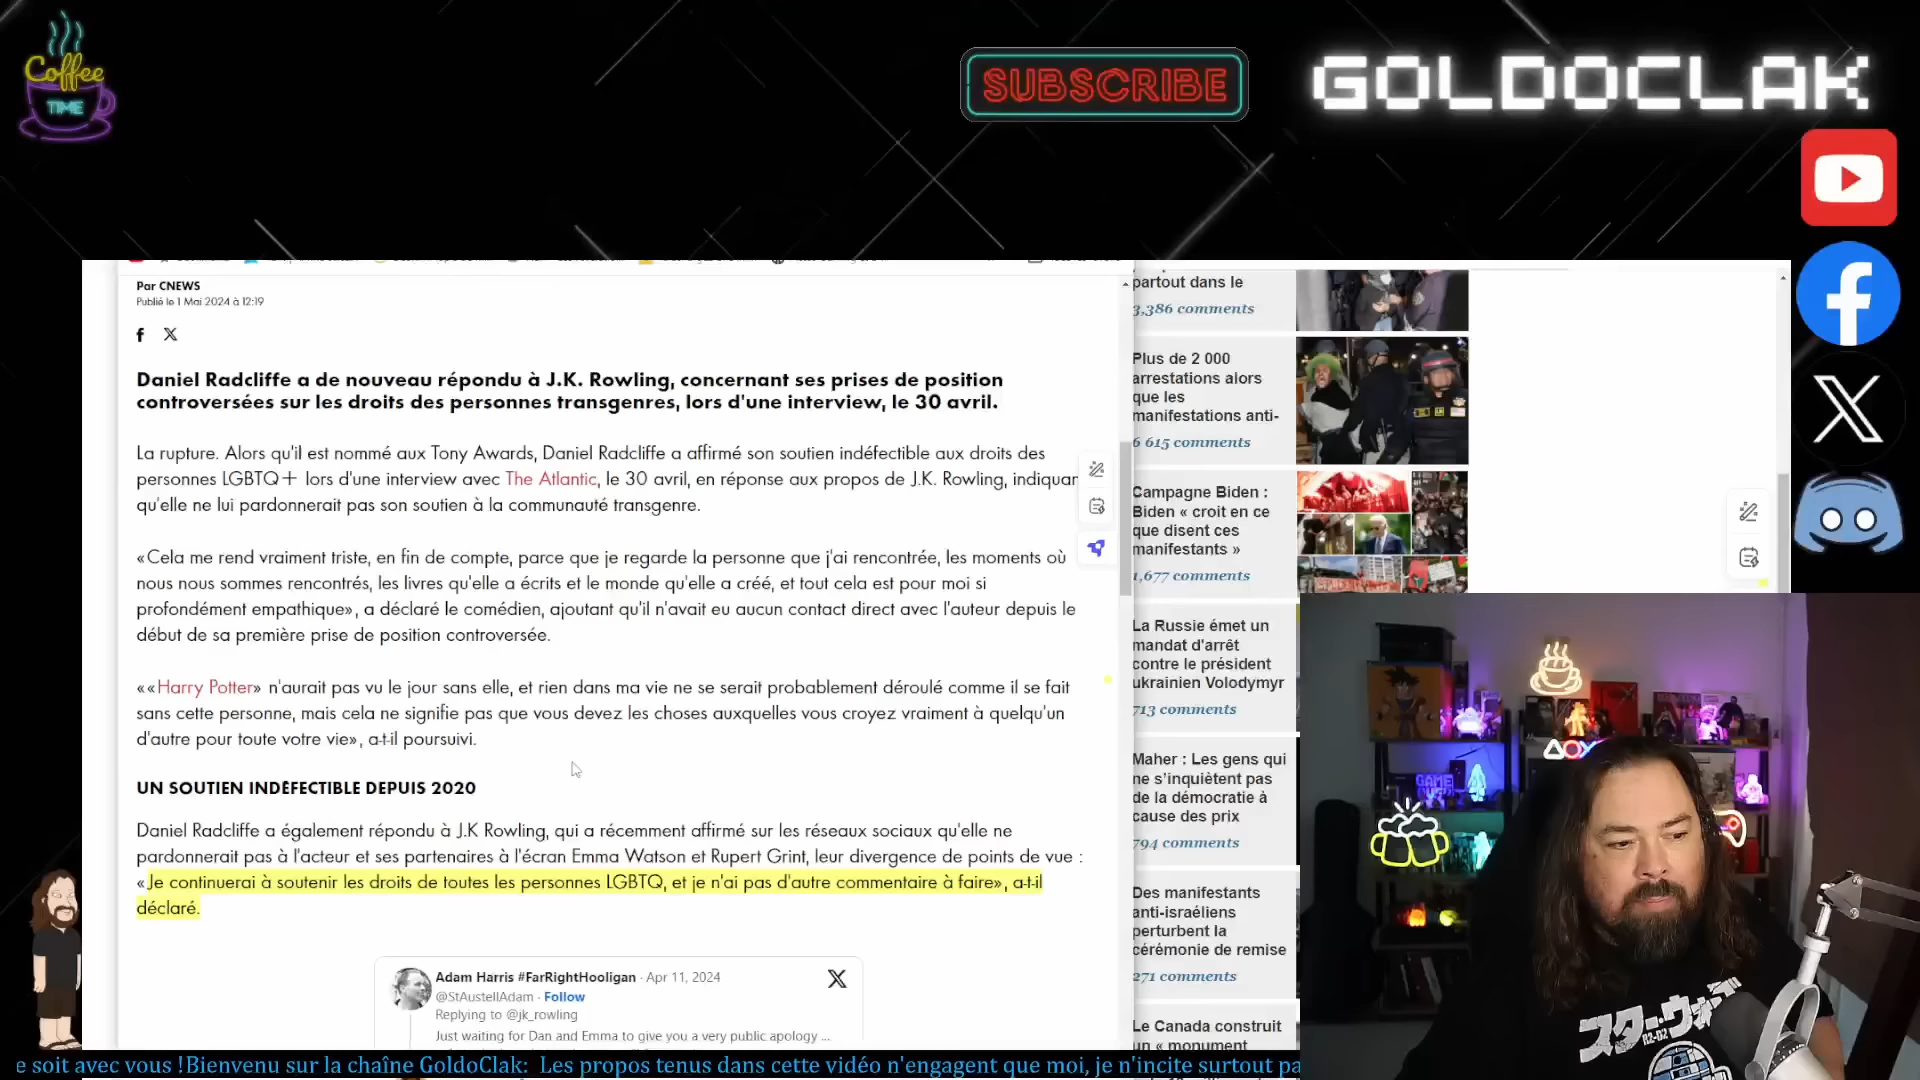 Coffee
TIME
SUBSCRIBE
GOLDOCLAK
Par CNEWS
Publié le 1 Mai 2024 à 12:19
Daniel Radcliffe a de nouveau répondu à J.K. Rowling, concernant ses prises de position
controversées sur les droits des personnes transgenres, lors d'une interview, le 30 avril.
La rupture. Alors qu'il est nommé aux Tony Awards, Daniel Radcliffe a affirmé son soutien indéfectible aux droits des
personnes LGBTQ+ lors d'une interview avec The Atlantic, le 30 avril, en réponse aux propos de J.K. Rowling, indiquan
qu'elle ne lui pardonnerait pas son soutien à la communauté transgenre.
«Cela me rend vraiment triste, en fin de compte, parce que je regarde la personne que j'ai rencontrée, les moments où
nous nous sommes rencontrés, les livres qu'elle a écrits et le monde qu'elle a créé, et tout cela est pour moi si
profondément empathique», a déclaré le comédien, ajoutant qu'il n'avait eu aucun contact direct avec l'auteur depuis le
début de sa première prise de position controversée.
««Harry Potter» n'aurait pas vu le jour sans elle, et rien dans ma vie ne se serait probablement déroulé comme il se fait
sans cette personne, mais cela ne signifie pas que vous devez les choses auxquelles vous croyez vraiment à quelqu'un
d'autre pour toute votre vie», a-t-il poursuivi.
UN SOUTIEN INDÉFECTIBLE DEPUIS 2020
Daniel Radcliffe a également répondu à J.K Rowling, qui a récemment affirmé sur les réseaux sociaux qu'elle ne
pardonnerait pas à l'acteur et ses partenaires à l'écran Emma Watson et Rupert Grint, leur divergence de points de vue :
«Je continuerai à soutenir les droits de toutes les personnes LGBTQ, et je n'ai pas d'autre commentaire à faire», a-t-il
déclaré.
Adam Harris #FarRightHooligan · Apr 11, 2024
@StAustellAdam · Follow
Replying to @jk_rowling
Just waiting for Dan and Emma to give you a very public apology ...
partout dans le
3,386 comments
Plus de 2 000
arrestations alors
que les
manifestations anti-
6 615 comments
Campagne Biden :
Biden « croit en ce
que disent ces
manifestants »
1,677 comments
La Russie émet un
mandat d'arrêt
contre le président
ukrainien Volodymyr
713 comments
Maher : Les gens qui
ne s'inquiètent pas
de la démocratie à
cause des prix
794 comments
Des manifestants
anti-israéliens
perturbent la
cérémonie de remise
271 comments
Le Canada construit
un « monument
スター・ウォーズ
R2-D2
e soit avec vous !Bienvenu sur la chaîne GoldoClak: Les propos tenus dans cette vidéo n'engagent que moi, je n'incite surtout pa